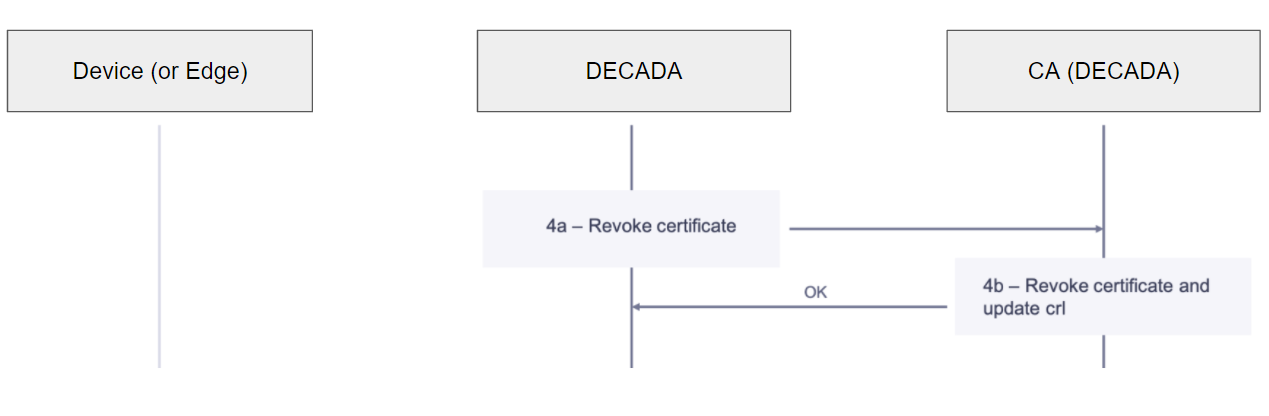 Device (or Edge)
DECADA
CA (DECADA)
4a – Revoke certificate
4b – Revoke certificate and
update crl
OK